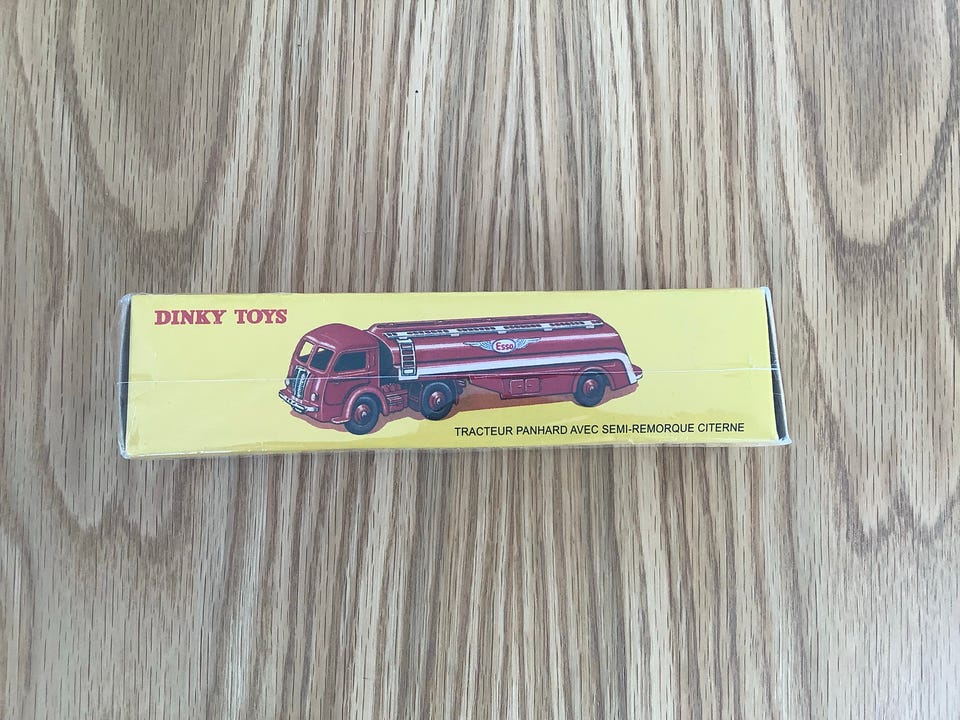 DINKY TOYS
Esso
TRACTEUR PANHARD AVEC SEMI-REMORQUE CITERNE